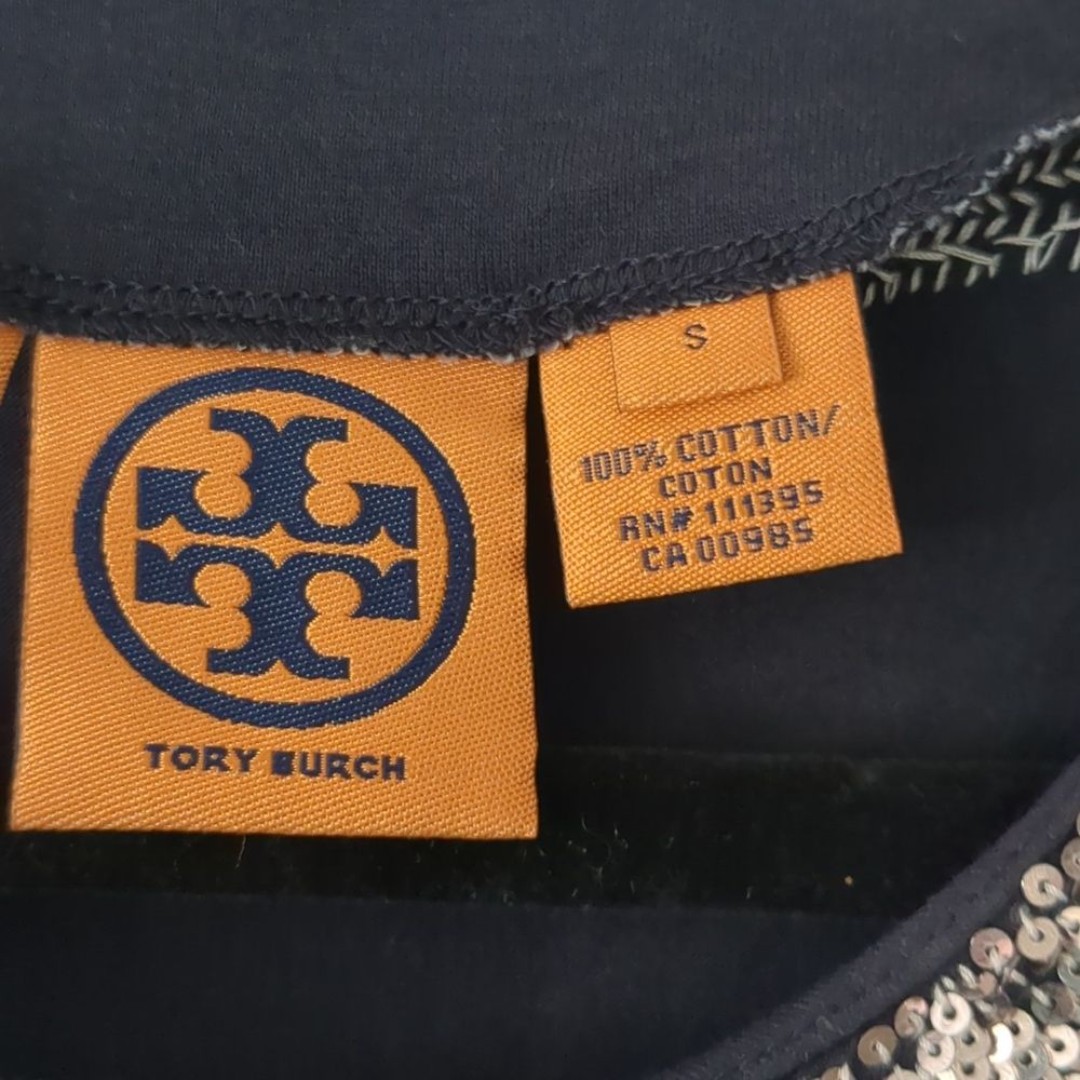 TORY BURCH
S
100% COTTON/
COTON
RN# 111395
CA 00985